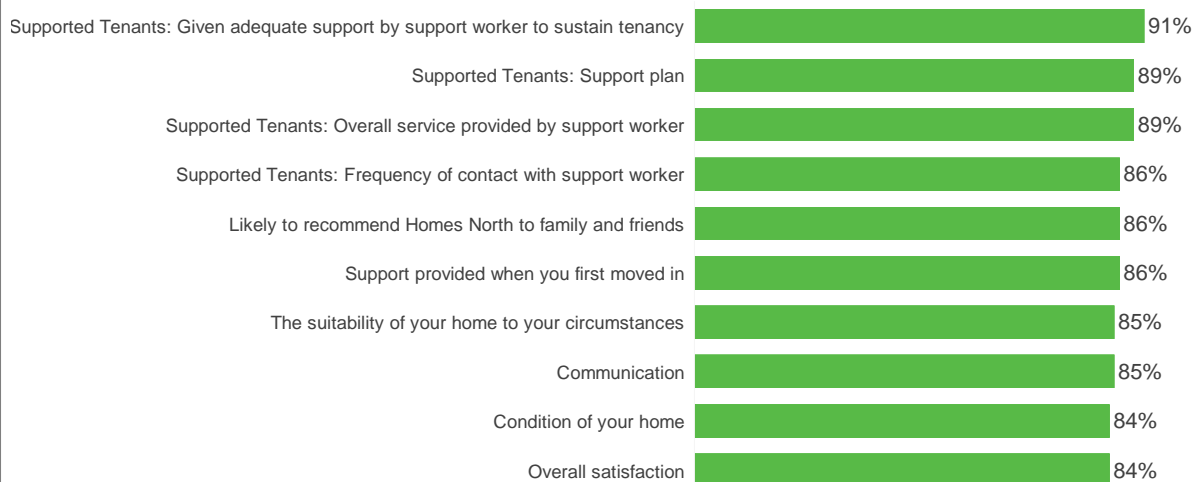 Supported Tenants: Given adequate support by support worker to sustain tenancy 91%
Supported Tenants: Support plan 89%
Supported Tenants: Overall service provided by support worker 89%
Supported Tenants: Frequency of contact with support worker 86%
Likely to recommend Homes North to family and friends 86%
Support provided when you first moved in 86%
The suitability of your home to your circumstances 85%
Communication 85%
Condition of your home 84%
Overall satisfaction 84%